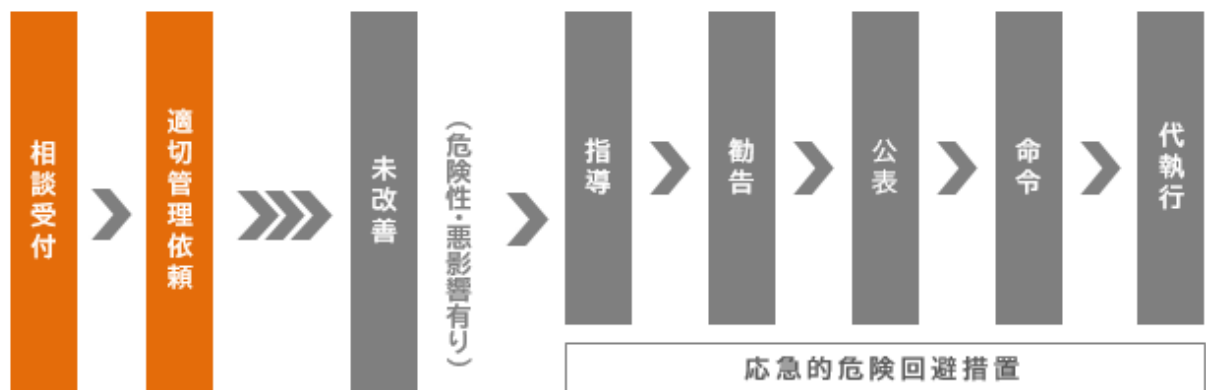 相談受付
適切管理依頼
未改善
（危険性・悪影響有り）
指導
勧告
公表
命令
代執行
応急的危険回避措置